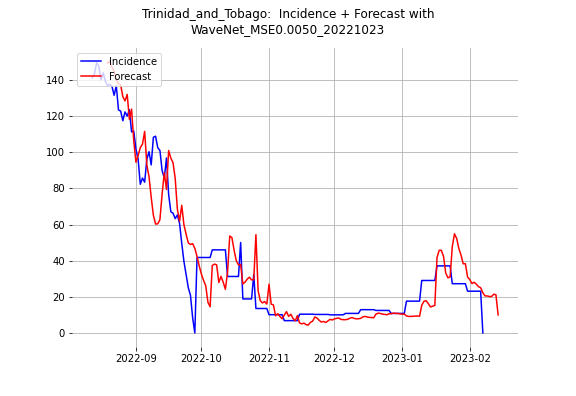 Trinidad_and_Tobago:  Incidence + Forecast with
WaveNet_MSE0.0050_20221023
Incidence
Forecast
140
120
100
80
60
40
20
0
2022-09 2022-10 2022-11 2022-12 2023-01 2023-02